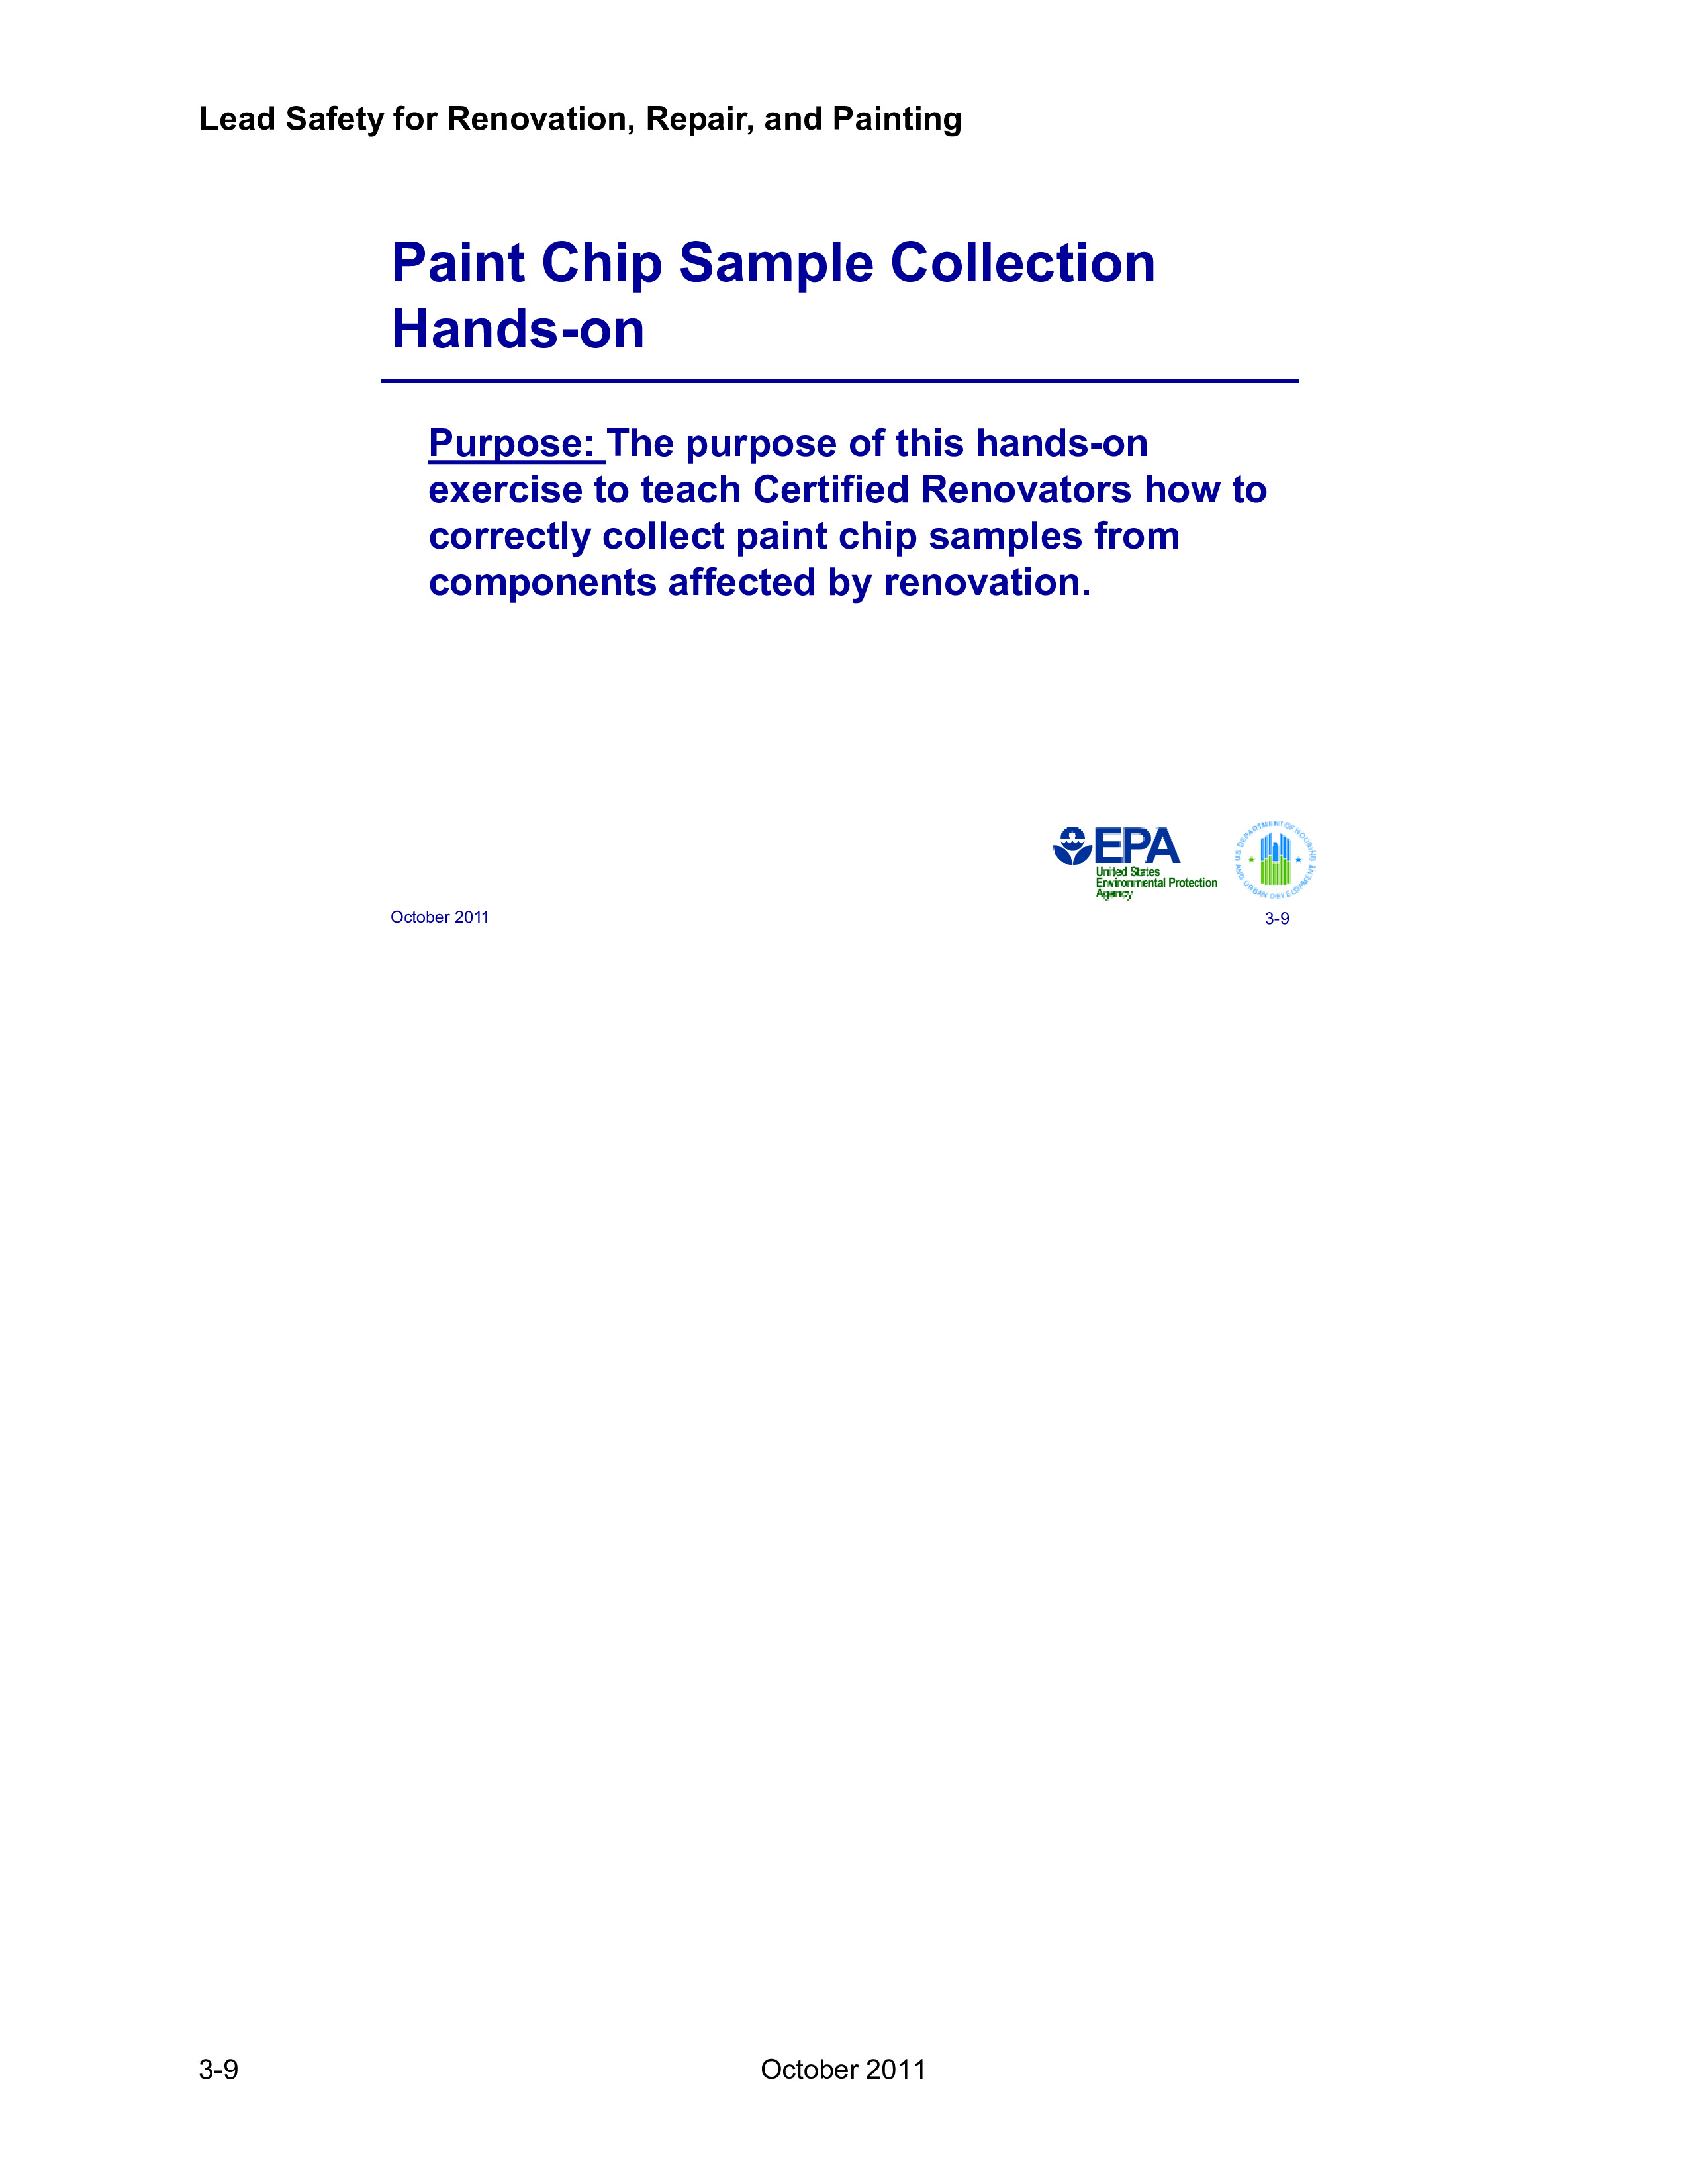 Lead Safety for Renovation, Repair, and Painting
Paint Chip Sample Collection
Hands-on
Purpose: The purpose of this hands-on
exercise to teach Certified Renovators how to
correctly collect paint chip samples from
components affected by renovation.
EPA
United States
Environmental Protection
Agency
U.S. DEPARTMENT OF HOUSING AND URBAN DEVELOPMENT
October 2011
3-9
3-9
October 2011